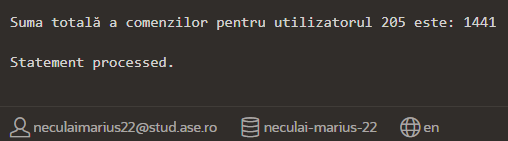 Suma totală a comenzilor pentru utilizatorul 205 este: 1441
Statement processed.
neculaimarius22@stud.ase.ro neculai-marius-22 en